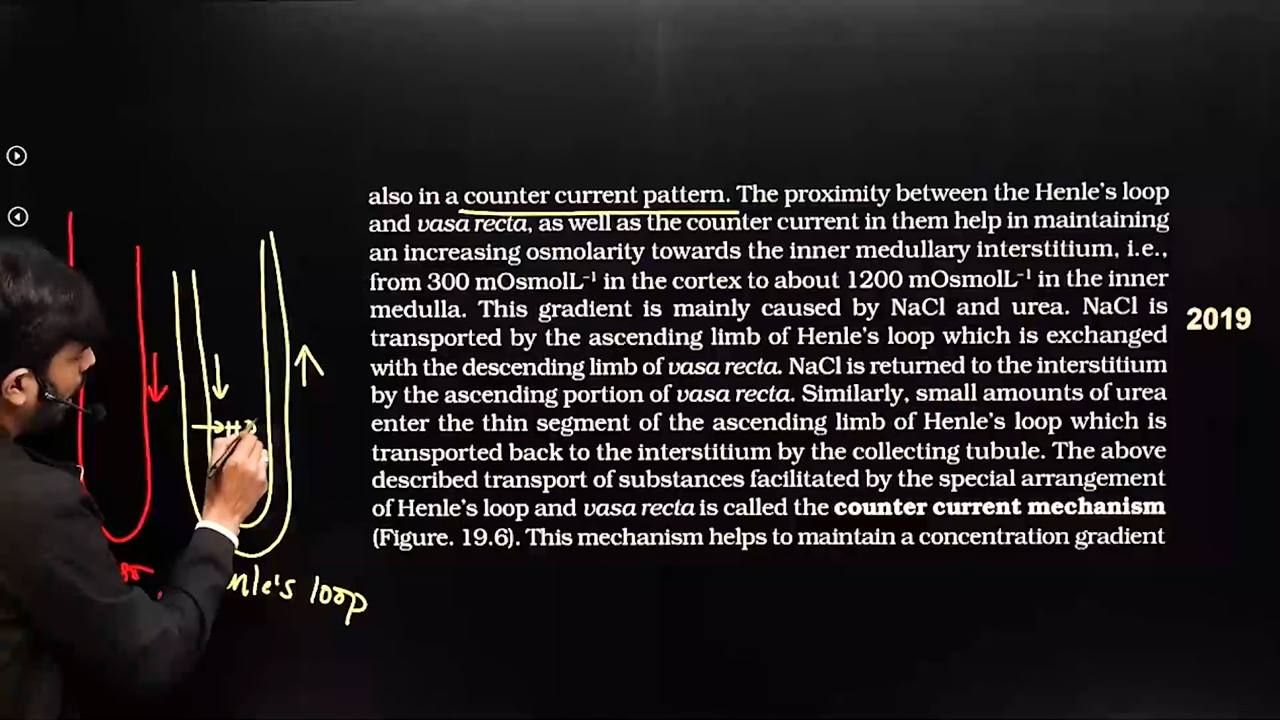 also in a counter current pattern. The proximity between the Henle's loop
and vasa recta, as well as the counter current in them help in maintaining
an increasing osmolarity towards the inner medullary interstitium, i.e.,
from 300 mOsmolL⁻¹ in the cortex to about 1200 mOsmolL⁻¹ in the inner
medulla. This gradient is mainly caused by NaCl and urea. NaCl is
transported by the ascending limb of Henle's loop which is exchanged
with the descending limb of vasa recta. NaCl is returned to the interstitium
by the ascending portion of vasa recta. Similarly, small amounts of urea
enter the thin segment of the ascending limb of Henle's loop which is
transported back to the interstitium by the collecting tubule. The above
described transport of substances facilitated by the special arrangement
of Henle's loop and vasa recta is called the counter current mechanism
(Figure. 19.6). This mechanism helps to maintain a concentration gradient
2019
nle's loop